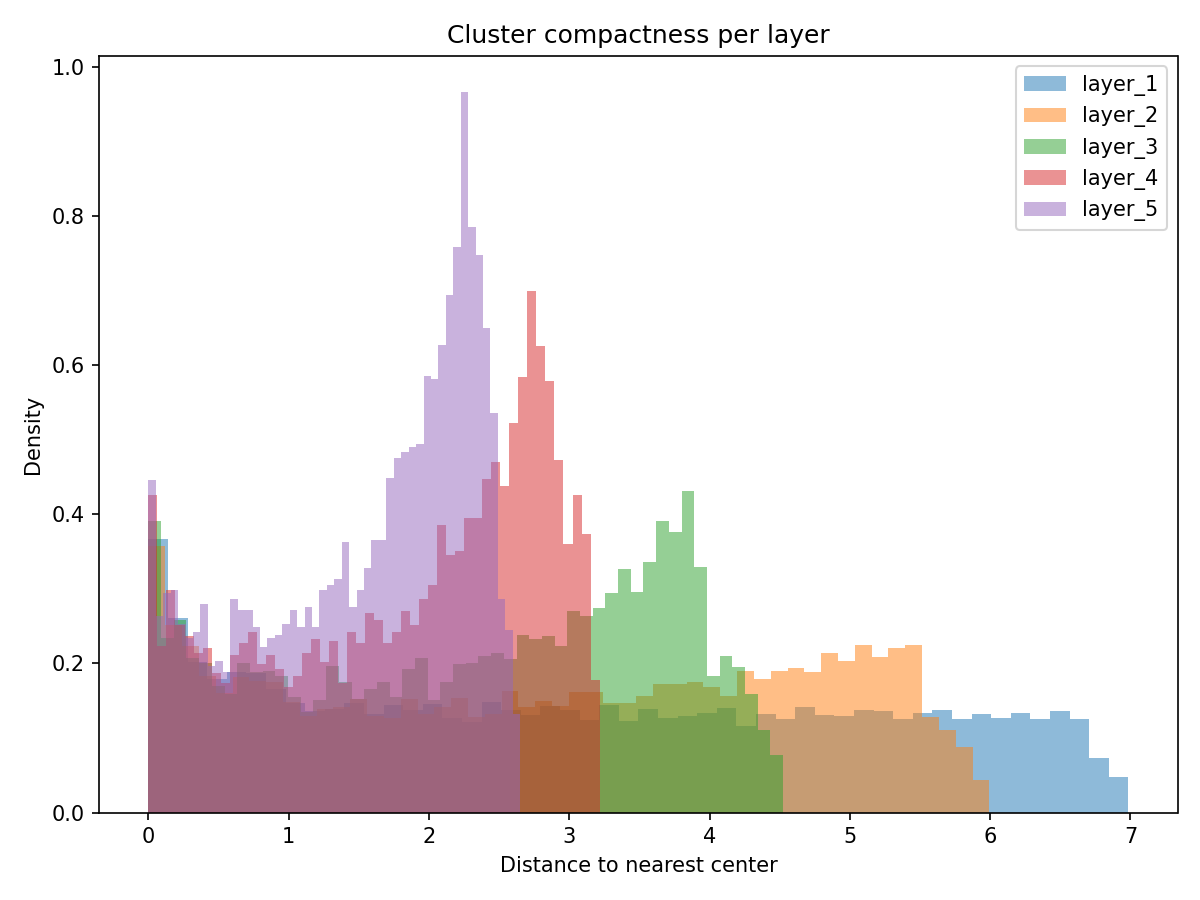 Cluster compactness per layer
1.0
0.8
0.6
0.4
0.2
0.0
Density
layer_1
layer_2
layer_3
layer_4
layer_5
0 1 2 3 4 5 6 7
Distance to nearest center